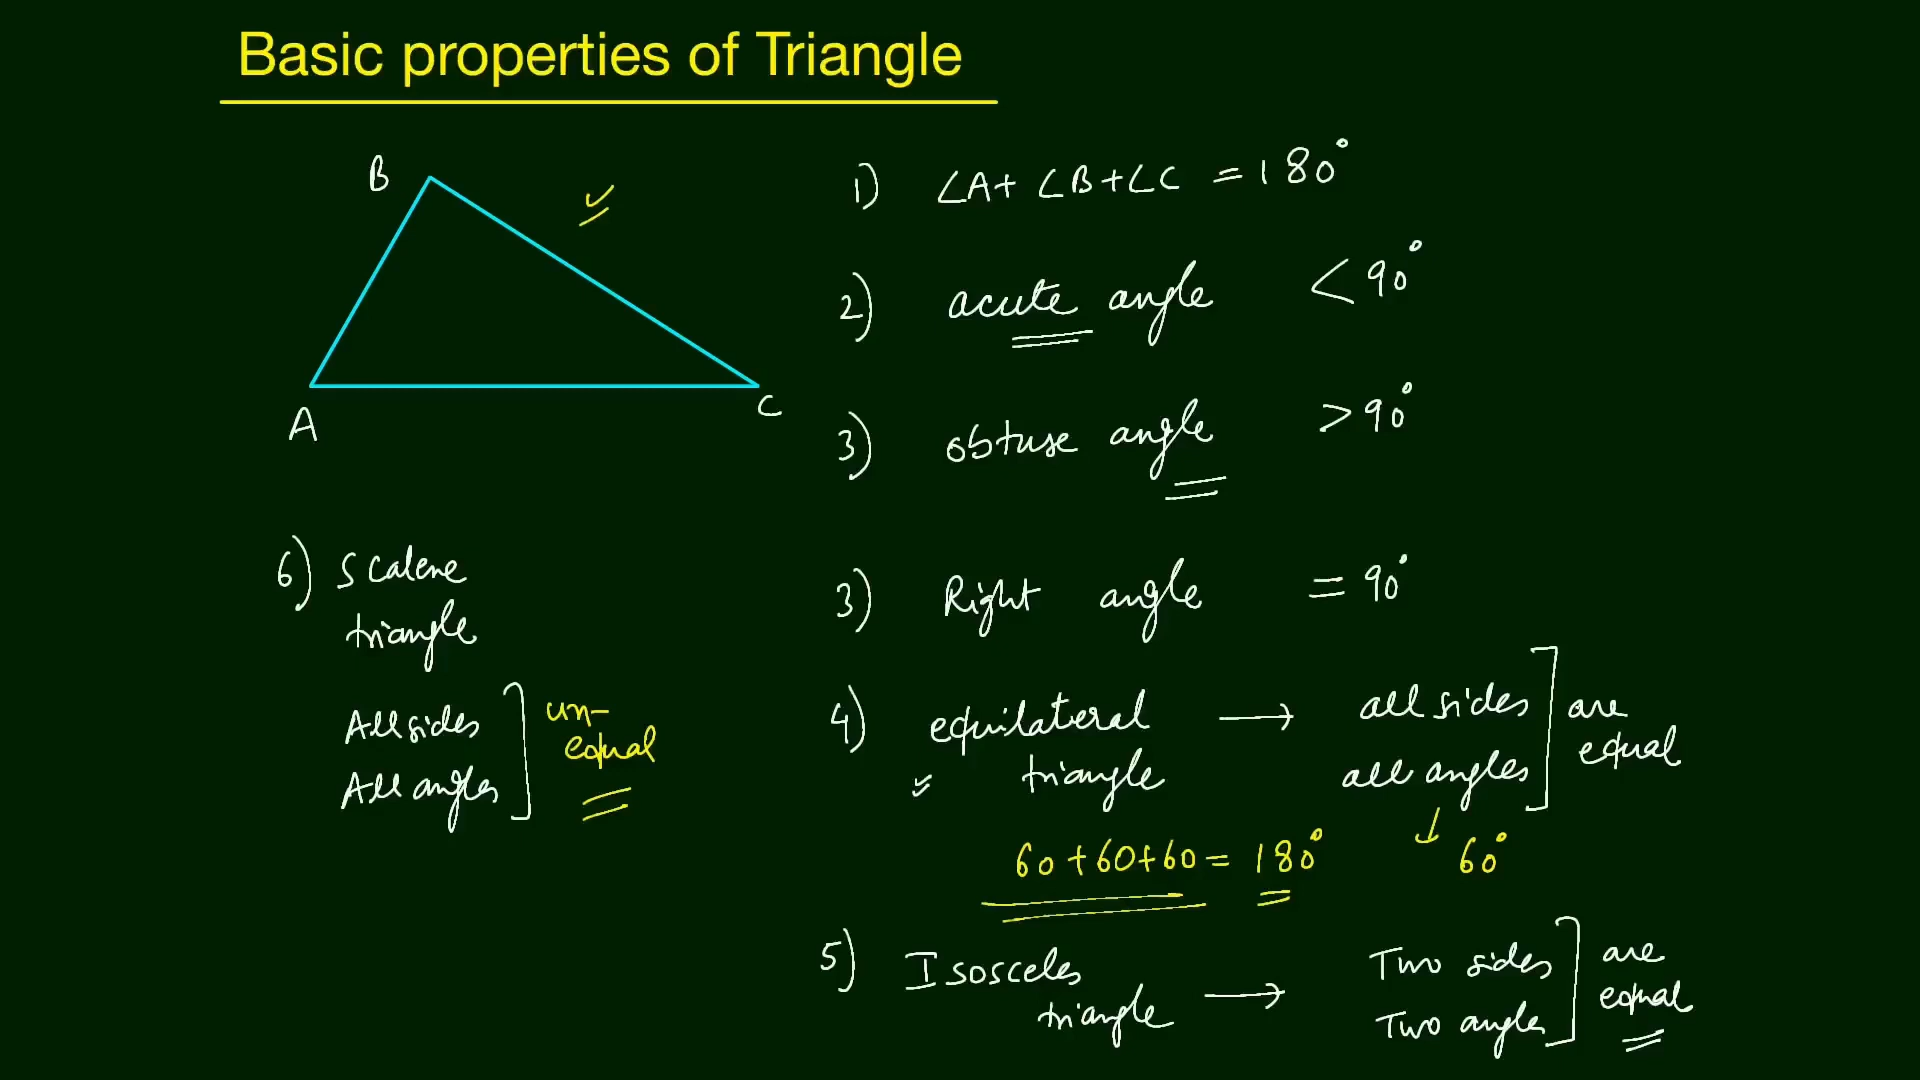 Basic properties of Triangle
B
A
C
1) ∠A+ ∠B+∠C = 180°
2) acute angle < 90°
3) obtuse angle > 90°
3) Right angle = 90°
4) equilateral triangle → all sides all angles ] are equal
↓ 60°
60+60+60 = 180°
5) Isosceles triangle → Two sides Two angles ] are equal
6) Scalene
triangle
All sides
All angles ] un-
equal